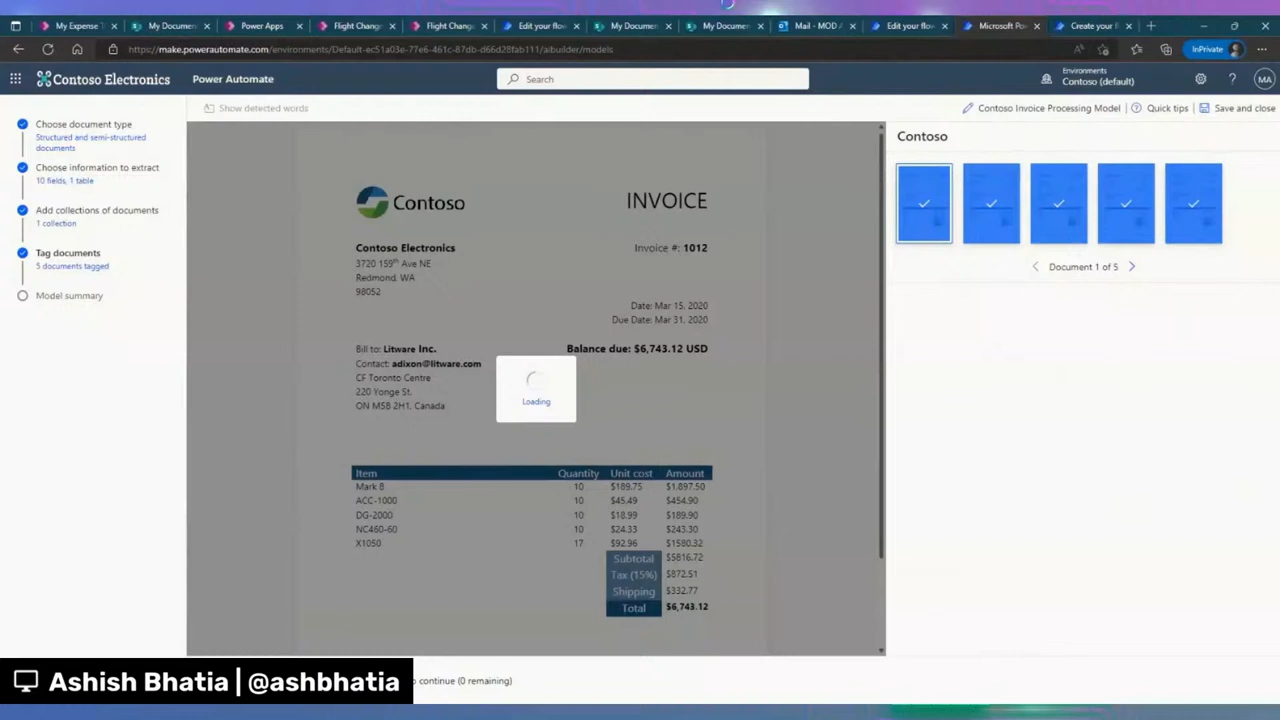 My Expense T
My Documen
Power Apps
Flight Change
Flight Change
Edit your flow
My Documen
My Documen
Mail - MOD A
Edit your flow
Microsoft Pow
Create your fl
https://make.powerautomate.com/environments/Default-ec51a03e-77e6-461c-87db-d66d28fab111/aibuilder/models
InPrivate
Contoso Electronics
Power Automate
Search
Environments
Contoso (default)
MA
Show detected words
Contoso Invoice Processing Model
Quick tips
Save and close
Choose document type
Structured and semi-structured
documents
Choose information to extract
10 fields, 1 table
Add collections of documents
1 collection
Tag documents
5 documents tagged
Model summary
Contoso
INVOICE
Contoso Electronics
Invoice #: 1012
3720 159th Ave NE
Redmond, WA
98052
Date: Mar 15, 2020
Due Date: Mar 31, 2020
Bill to: Litware Inc.
Balance due: $6,743.12 USD
Contact: adixon@litware.com
CF Toronto Centre
220 Yonge St.
ON M5B 2H1, Canada
Loading
Item Quantity Unit cost Amount
Mark 8 10 $189.75 $1,897.50
ACC-1000 10 $45.49 $454.90
DG-2000 10 $18.99 $189.90
NC460-60 10 $24.33 $243.30
X1050 17 $92.96 $1580.32
Subtotal $5816.72
Tax (15%) $872.51
Shipping $332.77
Total $6,743.12
Contoso
Document 1 of 5
Ashish Bhatia | @ashbhatia
o continue (0 remaining)